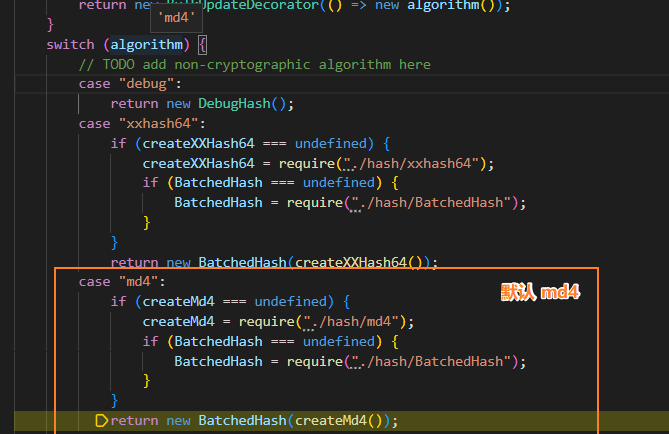 return new BulkUpdateDecorator(() => new algorithm());
'md4'
}
switch (algorithm) {
// TODO add non-cryptographic algorithm here
case "debug":
return new DebugHash();
case "xxhash64":
if (createXXHash64 === undefined) {
createXXHash64 = require("./hash/xxhash64");
if (BatchedHash === undefined) {
BatchedHash = require("./hash/BatchedHash");
}
}
return new BatchedHash(createXXHash64());
case "md4":
默认 md4
if (createMd4 === undefined) {
createMd4 = require("./hash/md4");
if (BatchedHash === undefined) {
BatchedHash = require("./hash/BatchedHash");
}
}
return new BatchedHash(createMd4());